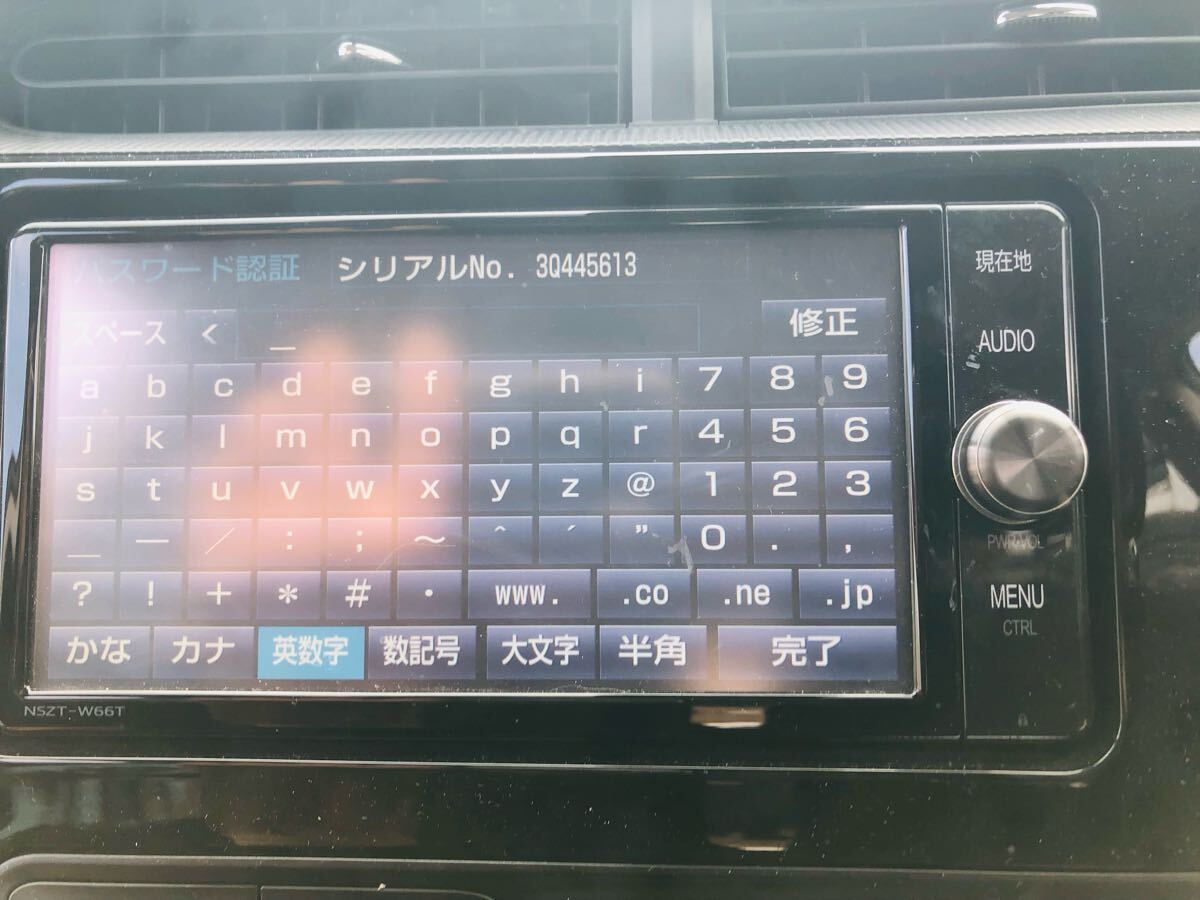 パスワード認証 シリアルNo. 3Q445613
スペース < _ 修正
a b c d e f g h i 7 8 9
j k l m n o p q r 4 5 6
s t u v w x y z @ 1 2 3
_ — / : ; ~ ^ ´ " 0 . ,
? ! + * # · www. .co .ne .jp
かな カナ 英数字 数記号 大文字 半角 完了
現在地
AUDIO
PWR/VOL
MENU
CTRL
NSZT-W66T